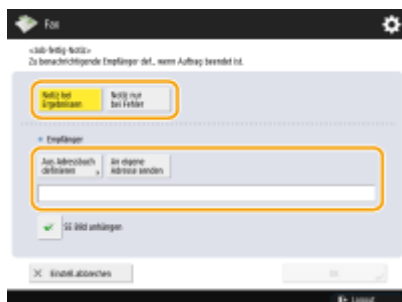 Fax
<Job-fertig-Notiz>
Zu benachrichtigende Empfänger def., wenn Auftrag beendet ist.
Notiz bei
Ergebnissen
Notiz nur
bei Fehler
Empfänger
Aus Adressbuch
definieren
An eigene
Adresse senden
SE Bild anhängen
Einstell.abbrechen
OK
Logout